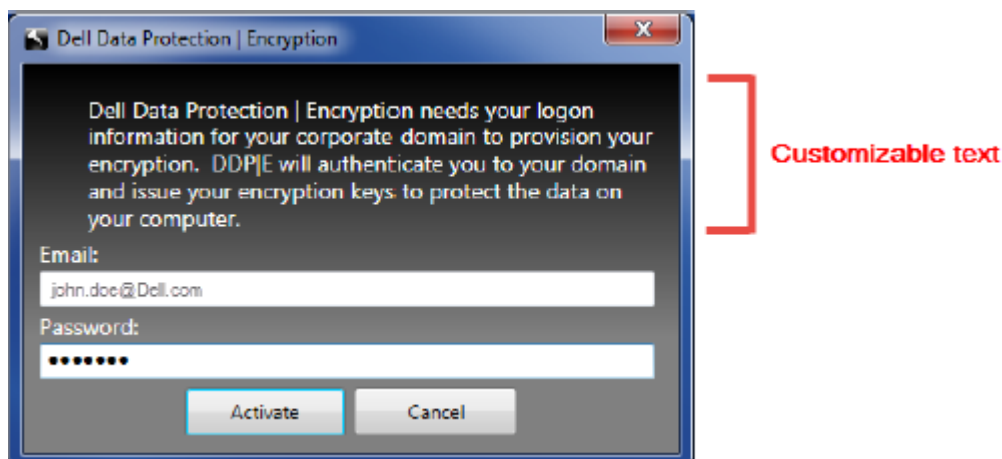 Dell Data Protection | Encryption
Dell Data Protection | Encryption needs your logon
information for your corporate domain to provision your
encryption.  DDP|E will authenticate you to your domain
and issue your encryption keys to protect the data on
your computer.
Customizable text
Email:
john.doe@Dell.com
Password:
•••••••
Activate
Cancel